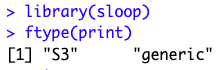 > library(sloop)
> ftype(print)
[1] "S3"      "generic"